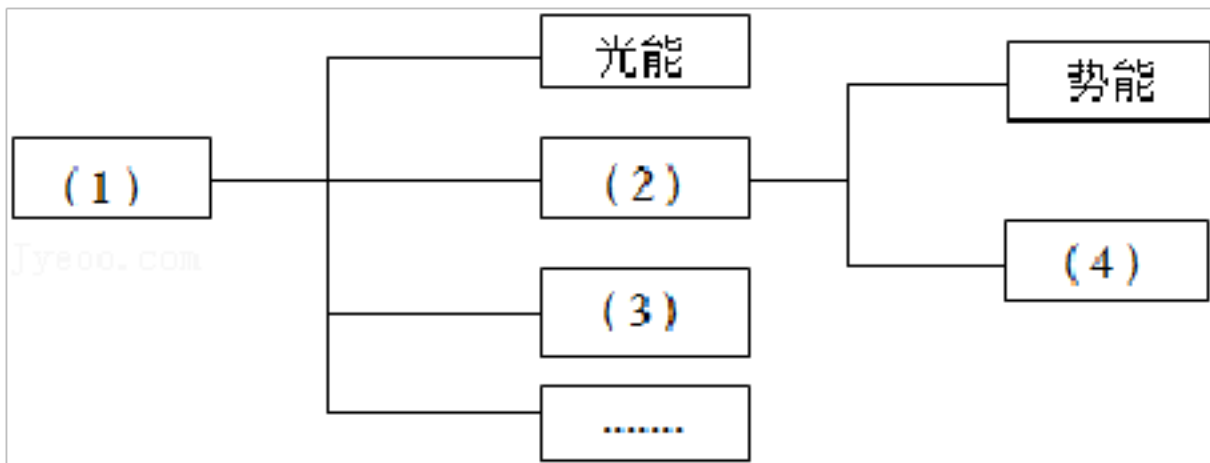 光能
势能
(1)
(2)
Jyeoo.com
(4)
(3)
.......